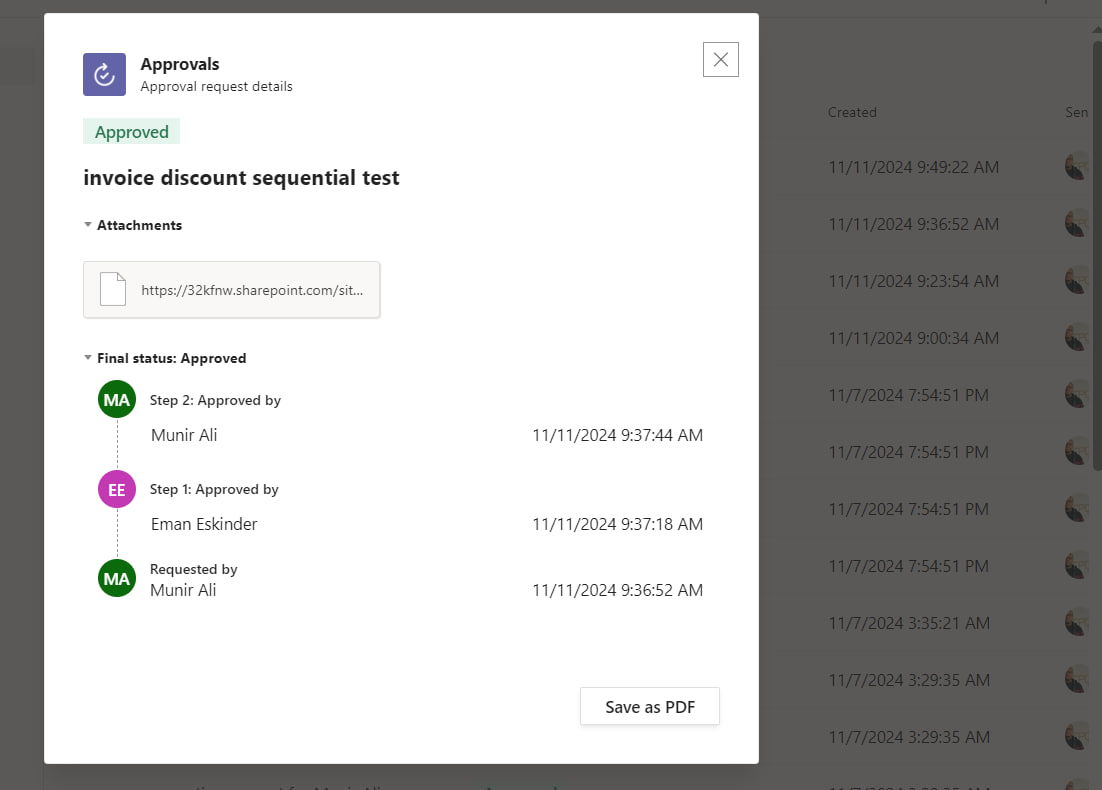 Approvals
Approval request details
Approved
invoice discount sequential test
Attachments
https://32kfnw.sharepoint.com/sit...
Final status: Approved
MA
Step 2: Approved by
Munir Ali
11/11/2024 9:37:44 AM
EE
Step 1: Approved by
Eman Eskinder
11/11/2024 9:37:18 AM
MA
Requested by
Munir Ali
11/11/2024 9:36:52 AM
Save as PDF
Created
Sen
11/11/2024 9:49:22 AM
11/11/2024 9:36:52 AM
11/11/2024 9:23:54 AM
11/11/2024 9:00:34 AM
11/7/2024 7:54:51 PM
11/7/2024 7:54:51 PM
11/7/2024 7:54:51 PM
11/7/2024 7:54:51 PM
11/7/2024 3:35:21 AM
11/7/2024 3:29:35 AM
11/7/2024 3:29:35 AM